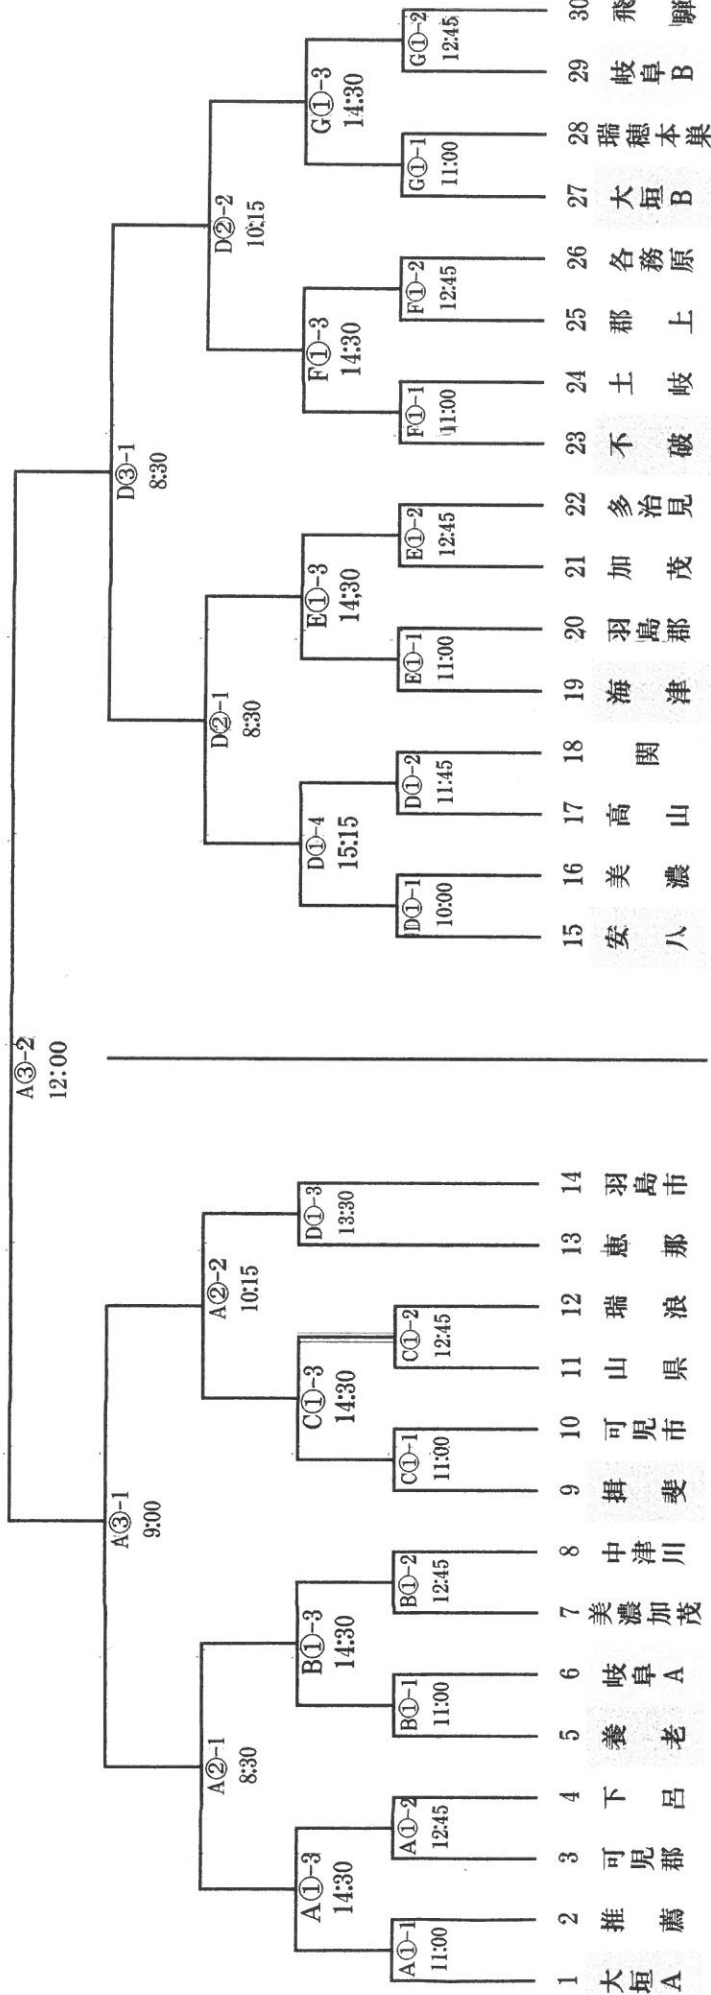 A③-2
12:00
A③-1
9:00
D③-1
8:30
A②-1
8:30
A②-2
10:15
D②-1
8:30
D②-2
10:15
A①-3
14:30
B①-3
14:30
C①-3
14:30
D①-3
13:30
D①-4
15:15
E①-3
14;30
F①-3
14:30
G①-3
14:30
A①-1
11:00
A①-2
12:45
B①-1
11:00
B①-2
12:45
C①-1
11:00
C①-2
12:45
D①-1
10:00
D①-2
11:45
E①-1
11:00
E①-2
12:45
F①-1
11:00
F①-2
12:45
G①-1
11:00
G①-2
12:45
1 大垣A
2 推薦
3 可児郡
4 下呂
5 養老
6 岐阜A
7 美濃加茂
8 中津川
9 揖斐
10 可児市
11 山県
12 瑞浪
13 恵那
14 羽島市
15 安八
16 美濃
17 高山
18 関
19 海津
20 羽島郡
21 加茂
22 多治見
23 不破
24 土岐
25 郡上
26 各務原
27 大垣B
28 瑞穂本巣
29 岐阜B
30 飛騨